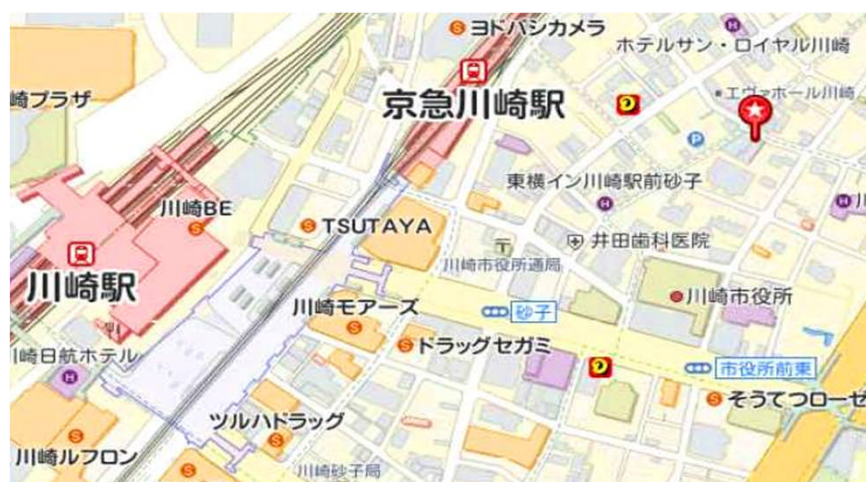 ヨドバシカメラ
ホテルサン・ロイヤル川崎
崎プラザ
京急川崎駅
エヴァホール川崎
P
東横イン川崎駅前砂子
H
川崎BE
S
TSUTAYA
井田歯科医院
川崎市役所通局
川崎駅
川崎市役所
川崎モアーズ
砂子
川崎日航ホテル
ドラッグセガミ
市役所前東
そうてつローゼ
ツルハドラッグ
川崎ルフロン
川崎砂子局